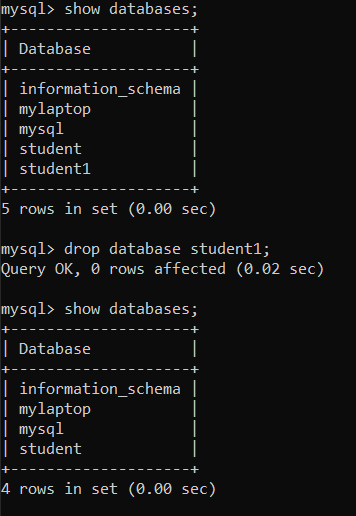 mysql> show databases;
+--------------------+
| Database           |
+--------------------+
| information_schema |
| mylaptop           |
| mysql              |
| student            |
| student1           |
+--------------------+
5 rows in set (0.00 sec)

mysql> drop database student1;
Query OK, 0 rows affected (0.02 sec)

mysql> show databases;
+--------------------+
| Database           |
+--------------------+
| information_schema |
| mylaptop           |
| mysql              |
| student            |
+--------------------+
4 rows in set (0.00 sec)